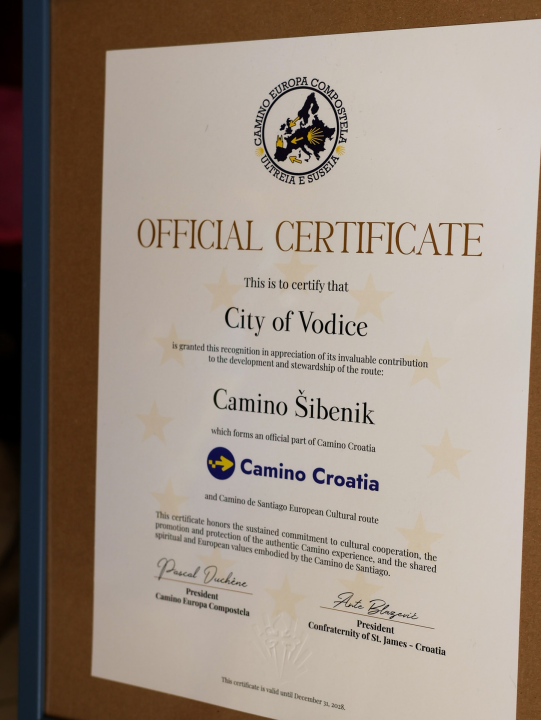 CAMINO EUROPA COMPOSTELA
ULTREIA E SUSEIA
OFFICIAL CERTIFICATE
This is to certify that
City of Vodice
is granted this recognition in appreciation of its invaluable contribution
to the development and stewardship of the route:
Camino Šibenik
which forms an official part of Camino Croatia
Camino Croatia
and Camino de Santiago European Cultural route
This certificate honors the sustained commitment to cultural cooperation, the
promotion and protection of the authentic Camino experience, and the shared
spiritual and European values embodied by the Camino de Santiago.
Pascal Duchêne
President
Camino Europa Compostela
Ante Blazević
President
Confraternity of St. James - Croatia
This certificate is valid until December 31, 2028.